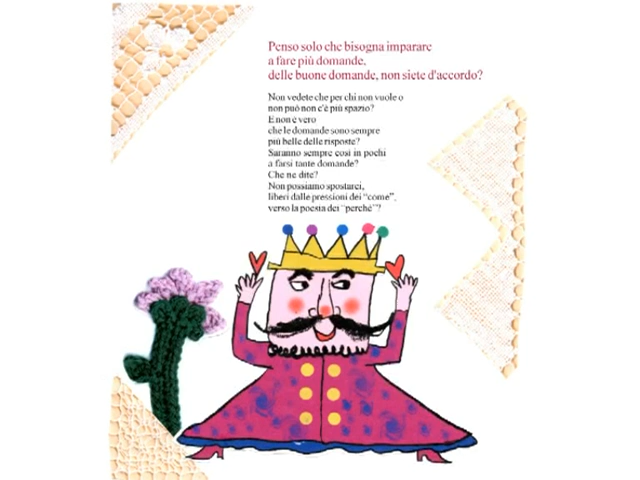 Penso solo che bisogna imparare
a fare più domande,
delle buone domande, non siete d'accordo?
Non vedete che per chi non vuole o
non può non c'è più spazio?
E non è vero
che le domande sono sempre
più belle delle risposte?
Saranno sempre così in pochi
a farsi tante domande?
Che ne dite?
Non possiamo spostarci,
liberi dalle pressioni dei "come",
verso la poesia dei "perché"?